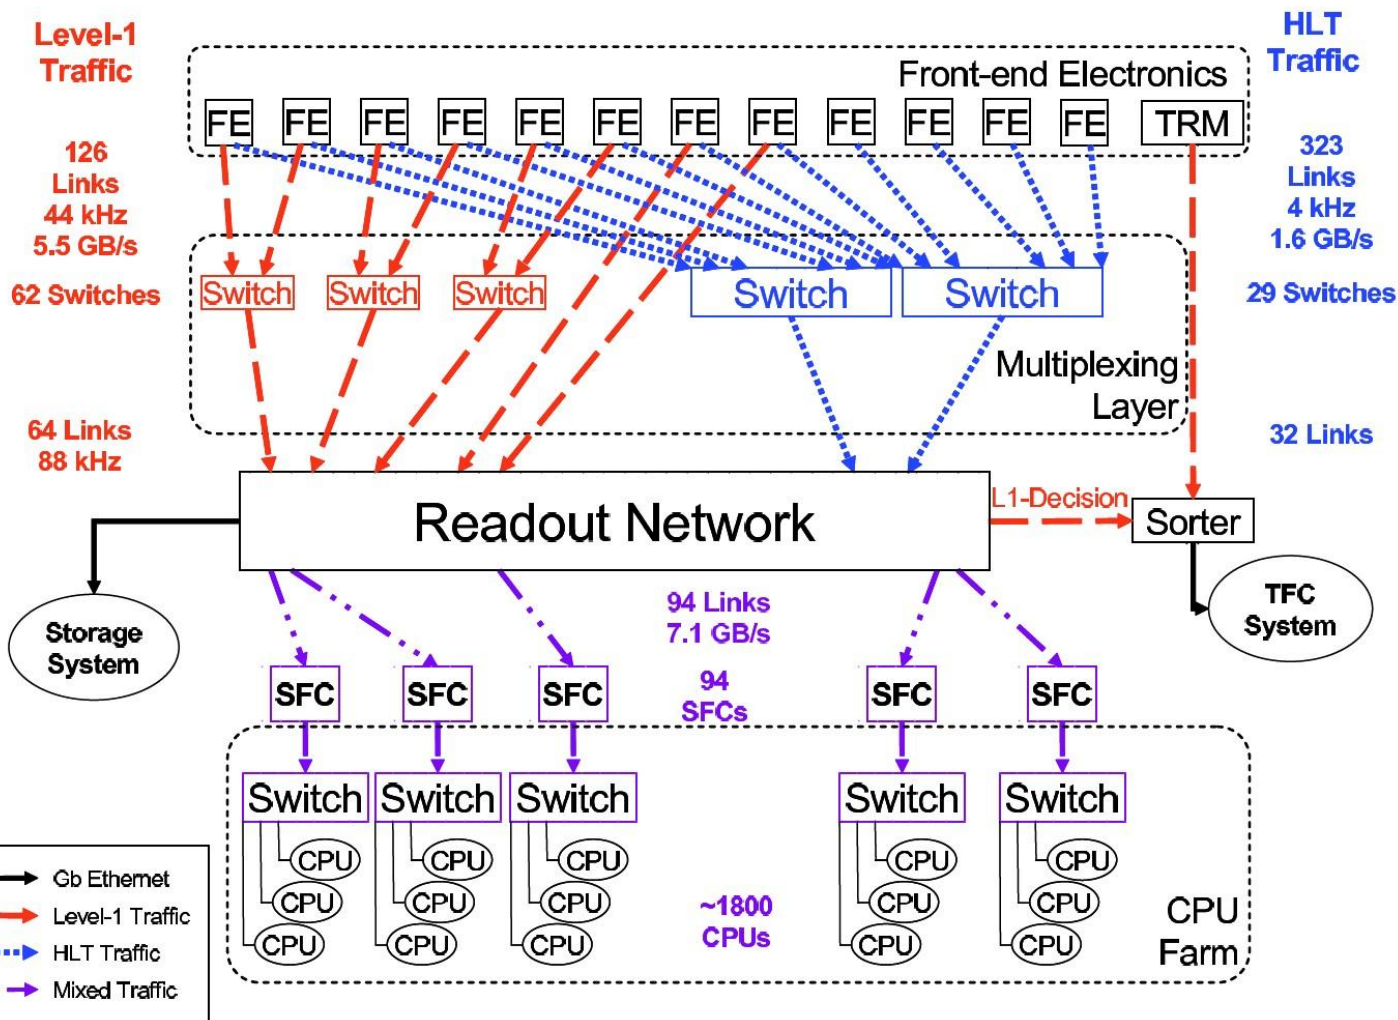 Level-1
Traffic
HLT
Traffic
Front-end Electronics
FE FE FE FE FE FE FE FE FE FE FE FE TRM
126
Links
44 kHz
5.5 GB/s
323
Links
4 kHz
1.6 GB/s
62 Switches
Switch Switch Switch Switch Switch
29 Switches
Multiplexing
Layer
64 Links
88 kHz
32 Links
Readout Network
L1-Decision
Sorter
Storage
System
TFC
System
94 Links
7.1 GB/s
SFC SFC SFC SFC SFC
94
SFCs
Switch Switch Switch Switch Switch
CPU CPU CPU CPU CPU
CPU CPU CPU CPU CPU
CPU CPU CPU CPU CPU
~1800
CPUs
CPU
Farm
Gb Ethernet
Level-1 Traffic
HLT Traffic
Mixed Traffic